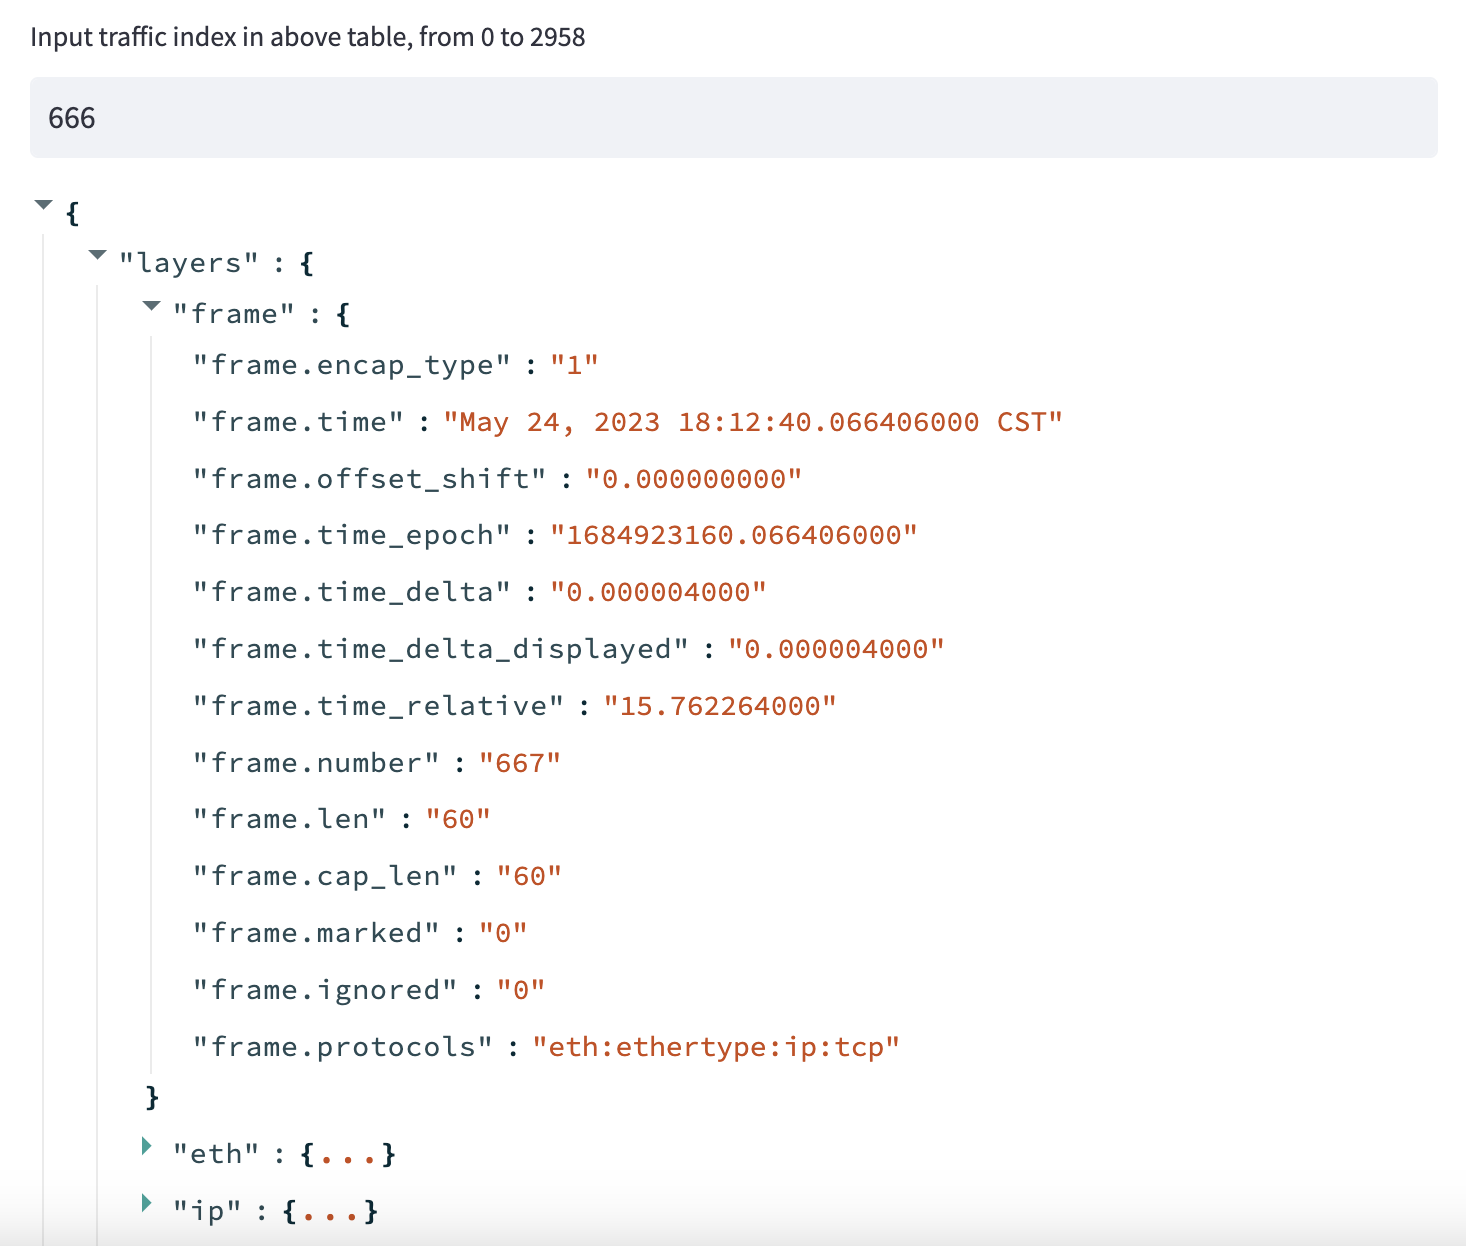 Input traffic index in above table, from 0 to 2958
666
{
"layers" : {
"frame" : {
"frame.encap_type" : "1"
"frame.time" : "May 24, 2023 18:12:40.066406000 CST"
"frame.offset_shift" : "0.000000000"
"frame.time_epoch" : "1684923160.066406000"
"frame.time_delta" : "0.000004000"
"frame.time_delta_displayed" : "0.000004000"
"frame.time_relative" : "15.762264000"
"frame.number" : "667"
"frame.len" : "60"
"frame.cap_len" : "60"
"frame.marked" : "0"
"frame.ignored" : "0"
"frame.protocols" : "eth:ethertype:ip:tcp"
}
"eth" : {...}
"ip" : {...}